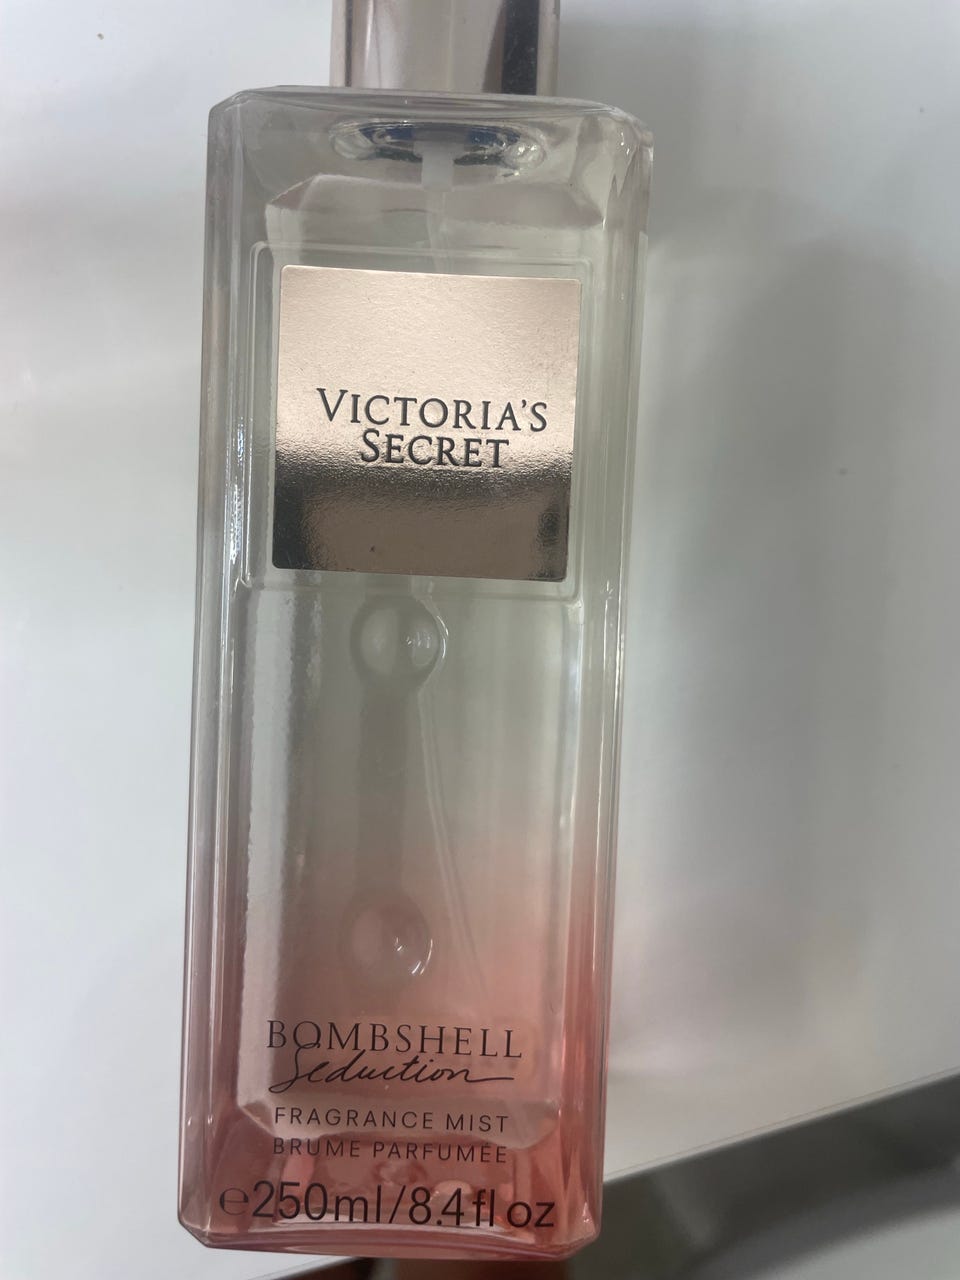 VICTORIA'S
SECRET
BOMBSHELL
Seduction
FRAGRANCE MIST
BRUME PARFUMÉE
℮250ml/8.4fl oz